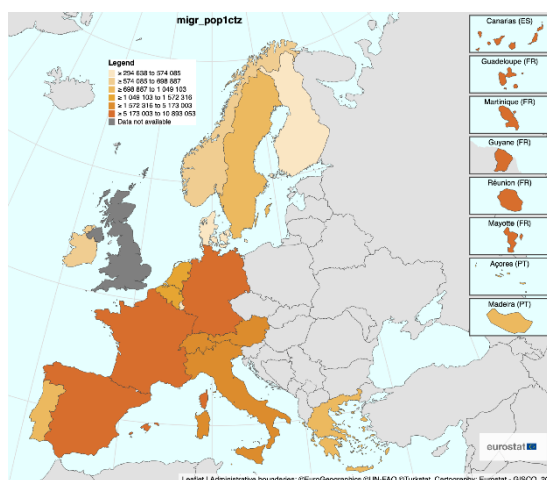 migr_pop1ctz
Legend
≥ 294 638 to 574 085
≥ 574 085 to 698 887
≥ 698 887 to 1 049 103
≥ 1 049 103 to 1 572 316
≥ 1 572 316 to 5 173 003
≥ 5 173 003 to 10 893 053
Data not available
Canarias (ES)
Guadeloupe (FR)
Martinique (FR)
Guyane (FR)
Réunion (FR)
Mayotte (FR)
Açores (PT)
Madeira (PT)
eurostat
Leaflet | Administrative boundaries: ©EuroGeographics ©UN-FAO ©Turkstat, Cartography: Eurostat - GISCO, 20